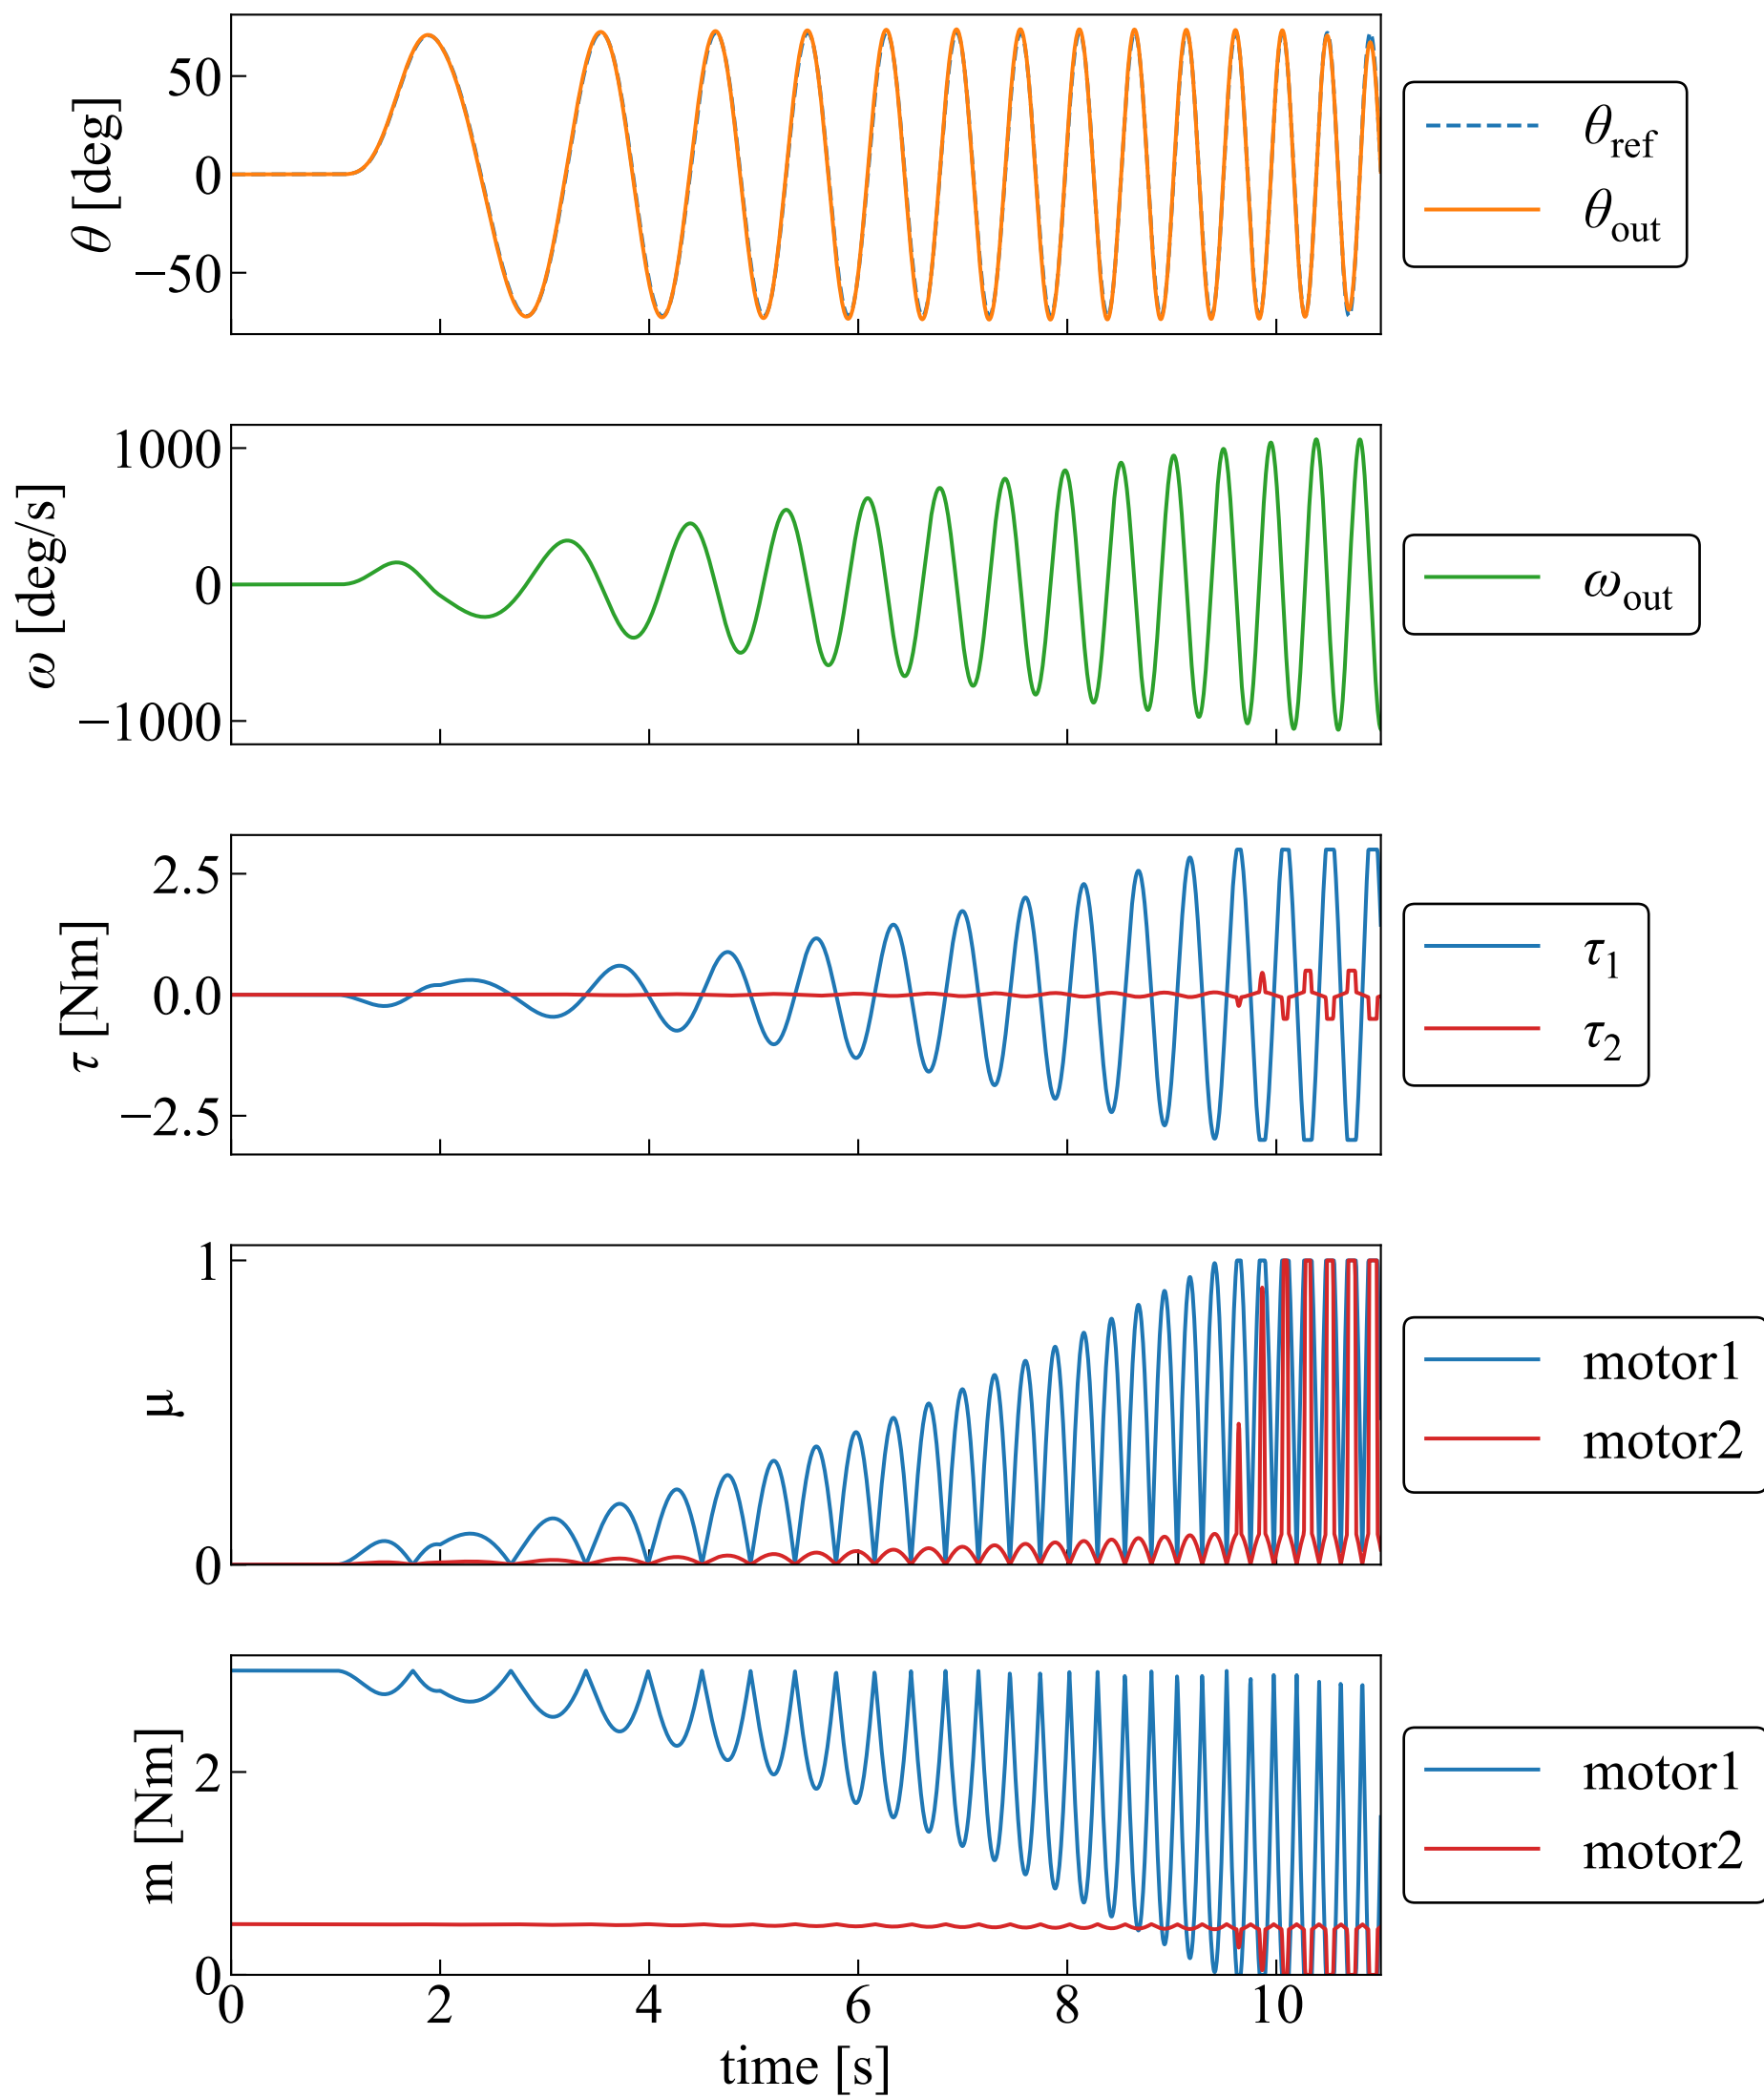 50
0
−50
θ [deg]
θref
θout
1000
0
−1000
ω [deg/s]
ωout
2.5
0.0
−2.5
τ [Nm]
τ1
τ2
1
0
μ
motor1
motor2
2
0
m [Nm]
motor1
motor2
0 2 4 6 8 10
time [s]